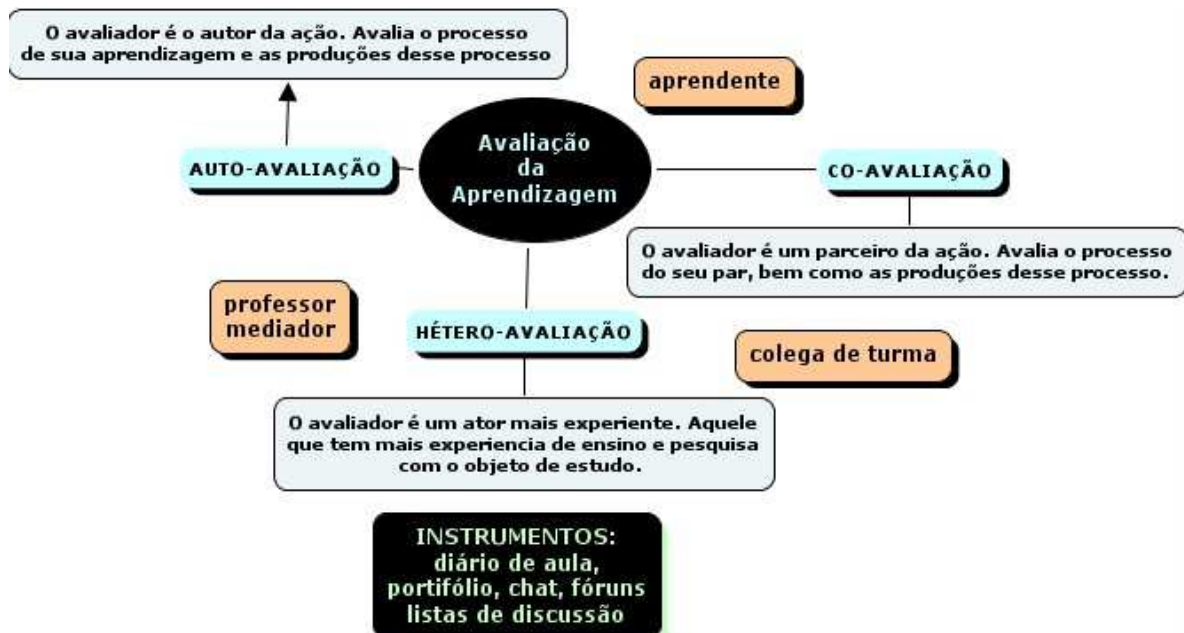 O avaliador é o autor da ação. Avalia o processo
de sua aprendizagem e as produções desse processo
aprendente
Avaliação
da
Aprendizagem
AUTO-AVALIAÇÃO
CO-AVALIAÇÃO
O avaliador é um parceiro da ação. Avalia o processo
do seu par, bem como as produções desse processo.
professor
mediador
HÉTERO-AVALIAÇÃO
colega de turma
O avaliador é um ator mais experiente. Aquele
que tem mais experiencia de ensino e pesquisa
com o objeto de estudo.
INSTRUMENTOS:
diário de aula,
portifólio, chat, fóruns
listas de discussão